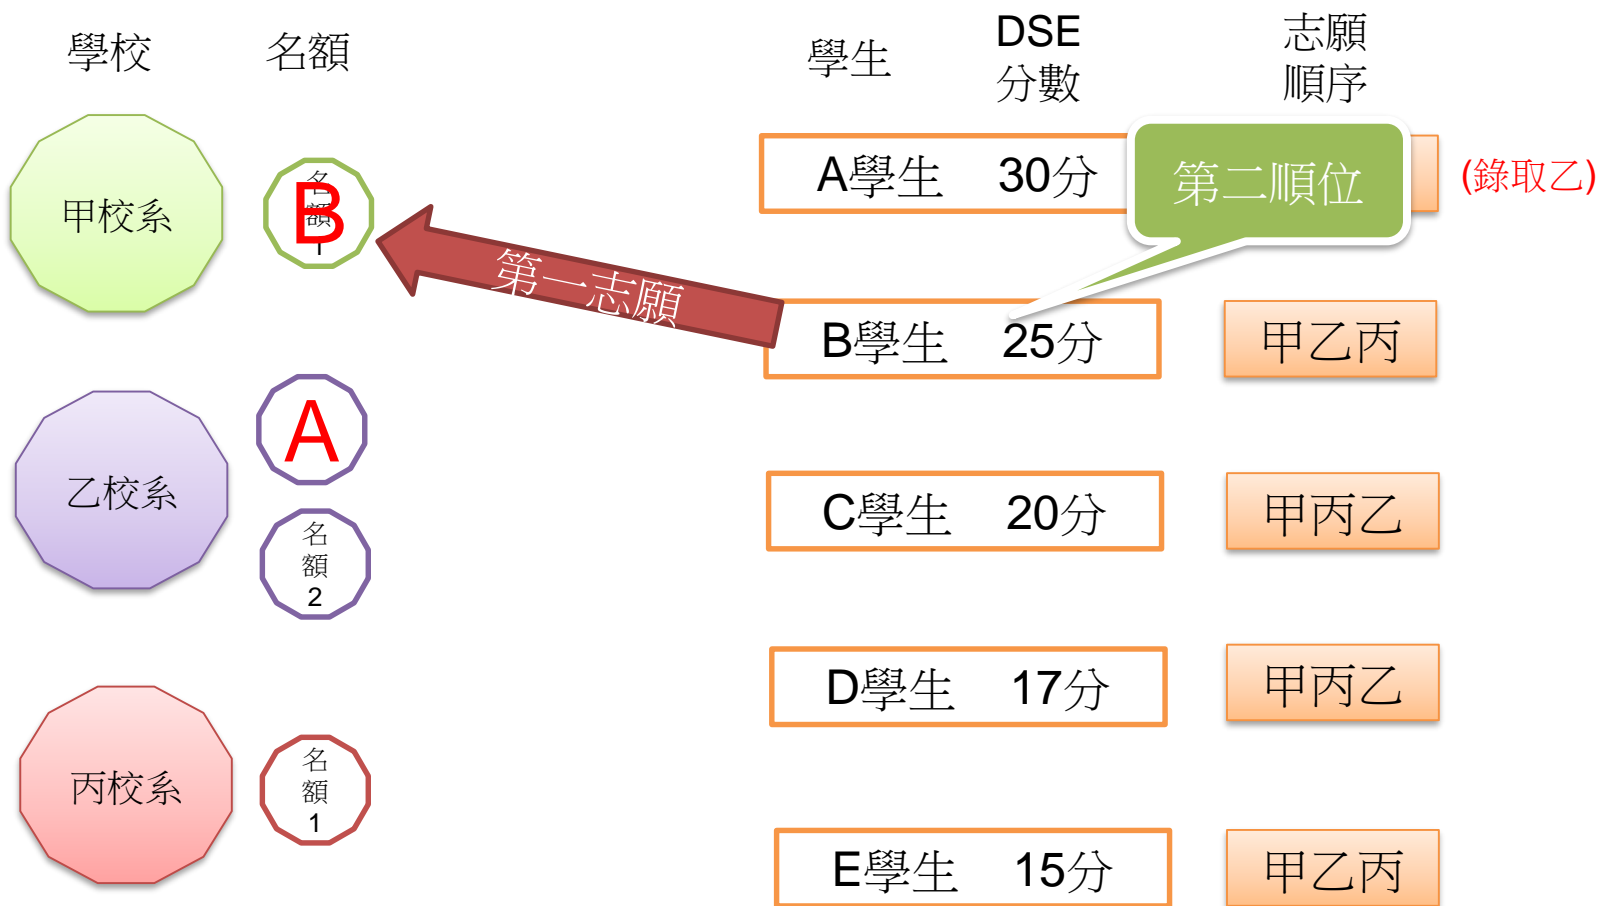 學校 名額 學生 DSE 分數 志願 順序
甲校系
名額1
B
A學生 30分
第二順位
(錄取乙)
第一志願
B學生 25分
甲乙丙
乙校系
A
名額2
C學生 20分
甲丙乙
D學生 17分
甲丙乙
丙校系
名額1
E學生 15分
甲乙丙